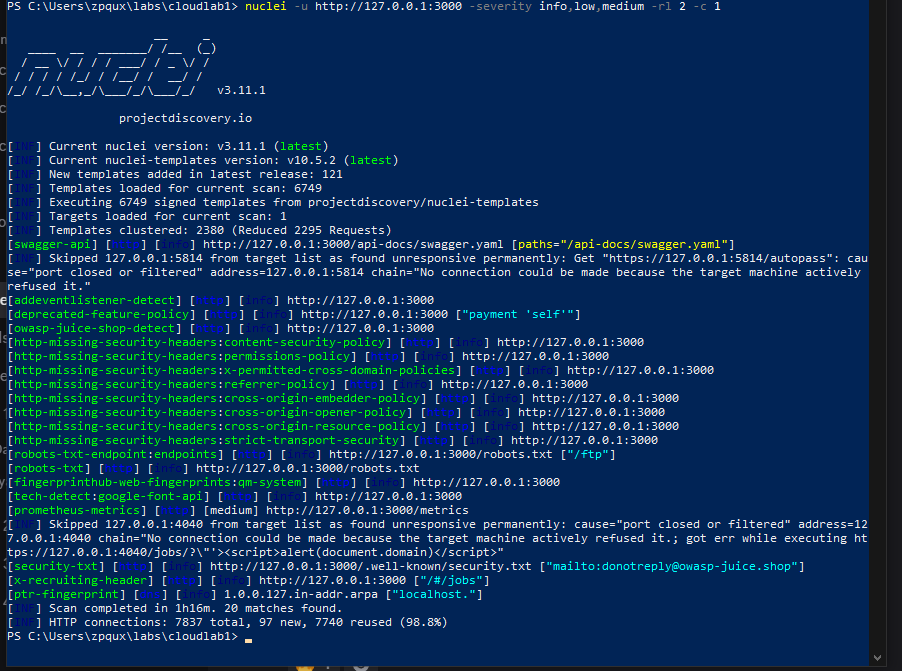 PS C:\Users\zpqux\labs\cloudlab1> nuclei -u http://127.0.0.1:3000 -severity info,low,medium -rl 2 -c 1
                     __     _
   ____  __  _______/ /__  (_)
  / __ \/ / / / ___/ / _ \/ /
 / / / / /_/ / /__/ /  __/ /
/_/ /_/\__,_/\___/_/\___/_/   v3.11.1
projectdiscovery.io
[INF] Current nuclei version: v3.11.1 (latest)
[INF] Current nuclei-templates version: v10.5.2 (latest)
[INF] New templates added in latest release: 121
[INF] Templates loaded for current scan: 6749
[INF] Executing 6749 signed templates from projectdiscovery/nuclei-templates
[INF] Targets loaded for current scan: 1
[INF] Templates clustered: 2380 (Reduced 2295 Requests)
[swagger-api] [http] [info] http://127.0.0.1:3000/api-docs/swagger.yaml [paths="/api-docs/swagger.yaml"]
[INF] Skipped 127.0.0.1:5814 from target list as found unresponsive permanently: Get "https://127.0.0.1:5814/autopass": cau
se="port closed or filtered" address=127.0.0.1:5814 chain="No connection could be made because the target machine actively
refused it."
[addeventlistener-detect] [http] [info] http://127.0.0.1:3000
[deprecated-feature-policy] [http] [info] http://127.0.0.1:3000 ["payment 'self'"]
[owasp-juice-shop-detect] [http] [info] http://127.0.0.1:3000
[http-missing-security-headers:content-security-policy] [http] [info] http://127.0.0.1:3000
[http-missing-security-headers:permissions-policy] [http] [info] http://127.0.0.1:3000
[http-missing-security-headers:x-permitted-cross-domain-policies] [http] [info] http://127.0.0.1:3000
[http-missing-security-headers:referrer-policy] [http] [info] http://127.0.0.1:3000
[http-missing-security-headers:cross-origin-embedder-policy] [http] [info] http://127.0.0.1:3000
[http-missing-security-headers:cross-origin-opener-policy] [http] [info] http://127.0.0.1:3000
[http-missing-security-headers:cross-origin-resource-policy] [http] [info] http://127.0.0.1:3000
[http-missing-security-headers:strict-transport-security] [http] [info] http://127.0.0.1:3000
[robots-txt-endpoint:endpoints] [http] [info] http://127.0.0.1:3000/robots.txt ["/ftp"]
[robots-txt] [http] [info] http://127.0.0.1:3000/robots.txt
[fingerprinthub-web-fingerprints:qm-system] [http] [info] http://127.0.0.1:3000
[tech-detect:google-font-api] [http] [info] http://127.0.0.1:3000
[prometheus-metrics] [http] [medium] http://127.0.0.1:3000/metrics
[INF] Skipped 127.0.0.1:4040 from target list as found unresponsive permanently: cause="port closed or filtered" address=12
7.0.0.1:4040 chain="No connection could be made because the target machine actively refused it.; got err while executing ht
tps://127.0.0.1:4040/jobs/?\"'><script>alert(document.domain)</script>"
[security-txt] [http] [info] http://127.0.0.1:3000/.well-known/security.txt ["mailto:donotreply@owasp-juice.shop"]
[x-recruiting-header] [http] [info] http://127.0.0.1:3000 ["/#/jobs"]
[ptr-fingerprint] [dns] [info] 1.0.0.127.in-addr.arpa ["localhost."]
[INF] Scan completed in 1h16m. 20 matches found.
[INF] HTTP connections: 7837 total, 97 new, 7740 reused (98.8%)
PS C:\Users\zpqux\labs\cloudlab1>